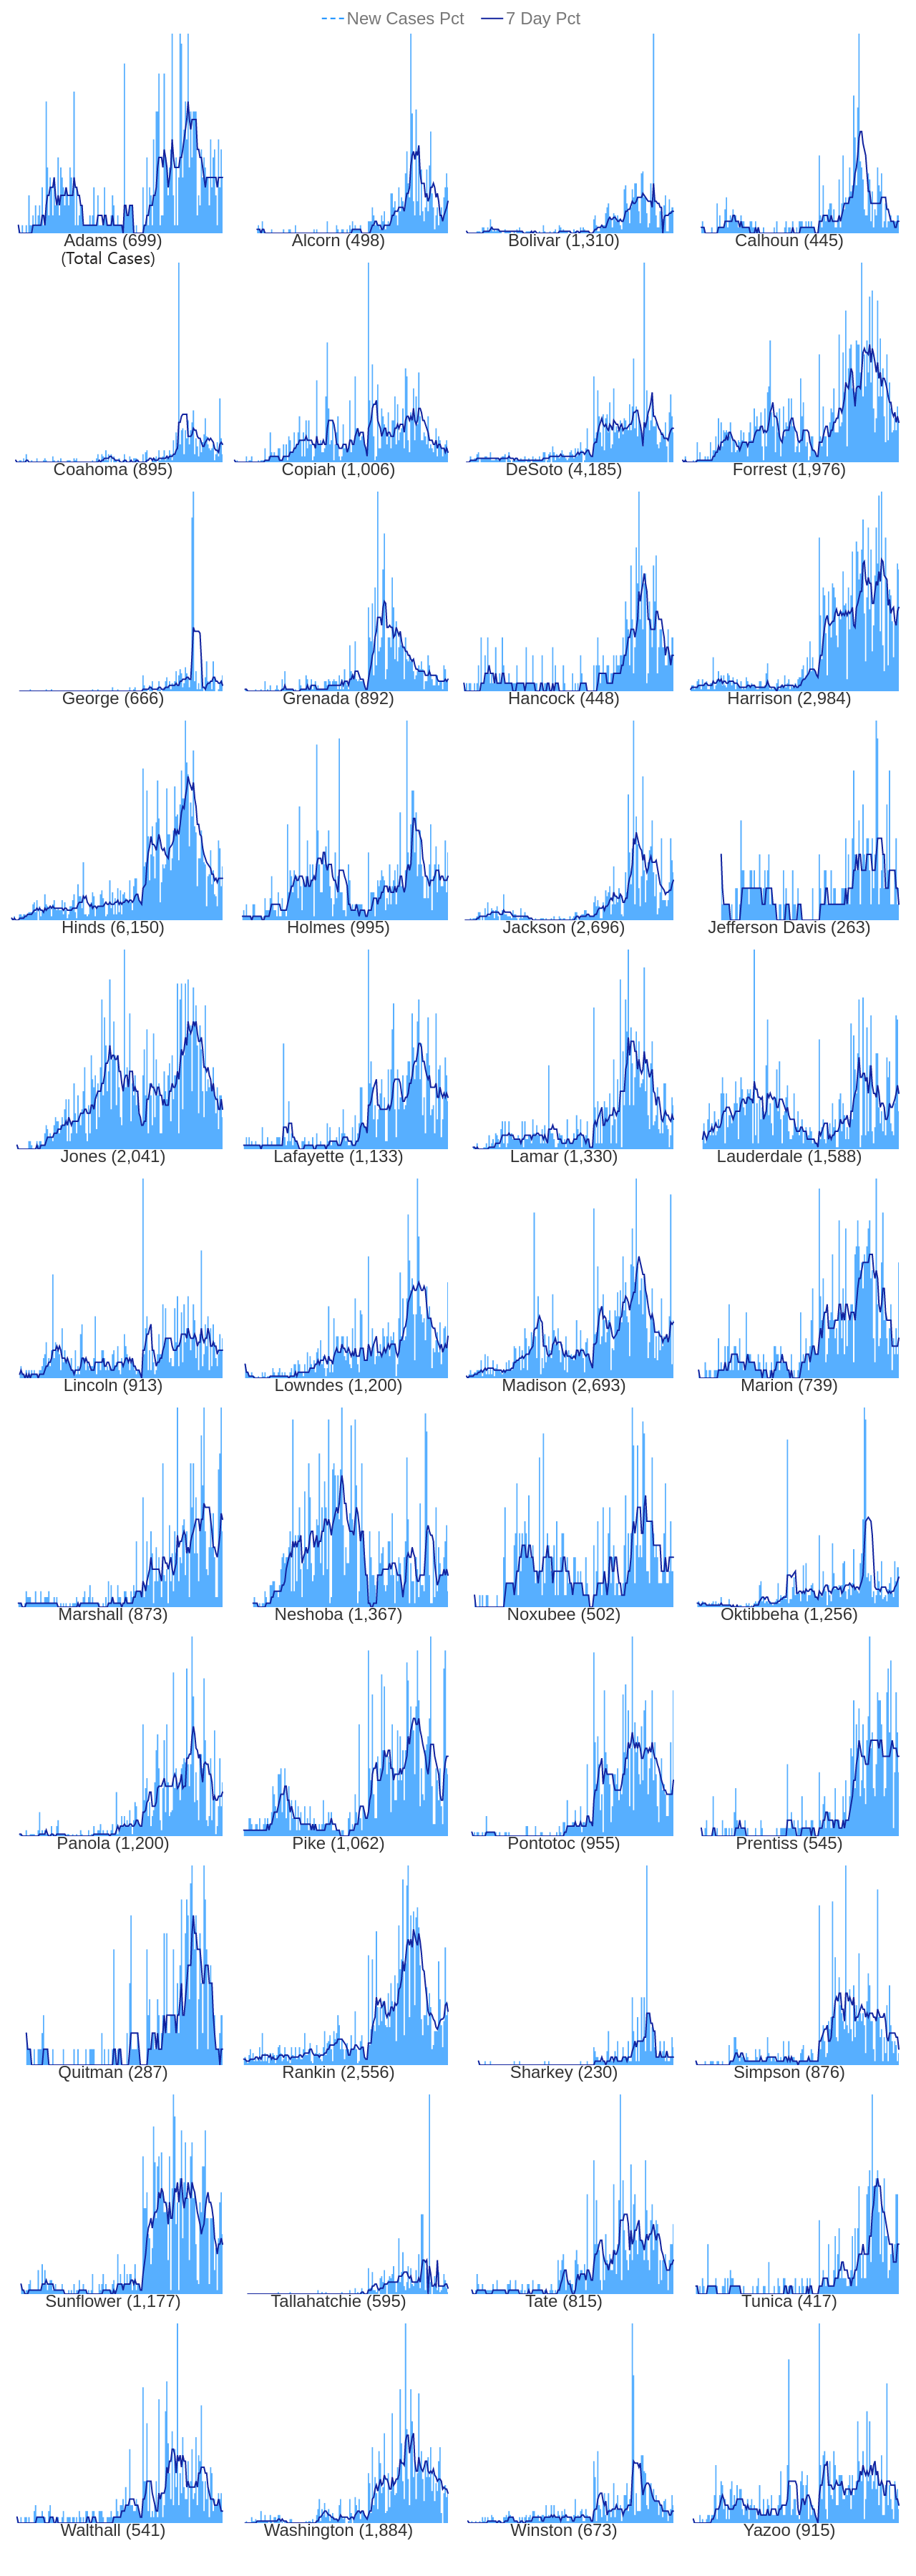 New Cases Pct 7 Day Pct
Adams (699) Alcorn (498) Bolivar (1,310) Calhoun (445)
(Total Cases)
Coahoma (895) Copiah (1,006) DeSoto (4,185) Forrest (1,976)
George (666) Grenada (892) Hancock (448) Harrison (2,984)
Hinds (6,150) Holmes (995) Jackson (2,696) Jefferson Davis (263)
Jones (2,041) Lafayette (1,133) Lamar (1,330) Lauderdale (1,588)
Lincoln (913) Lowndes (1,200) Madison (2,693) Marion (739)
Marshall (873) Neshoba (1,367) Noxubee (502) Oktibbeha (1,256)
Panola (1,200) Pike (1,062) Pontotoc (955) Prentiss (545)
Quitman (287) Rankin (2,556) Sharkey (230) Simpson (876)
Sunflower (1,177) Tallahatchie (595) Tate (815) Tunica (417)
Walthall (541) Washington (1,884) Winston (673) Yazoo (915)